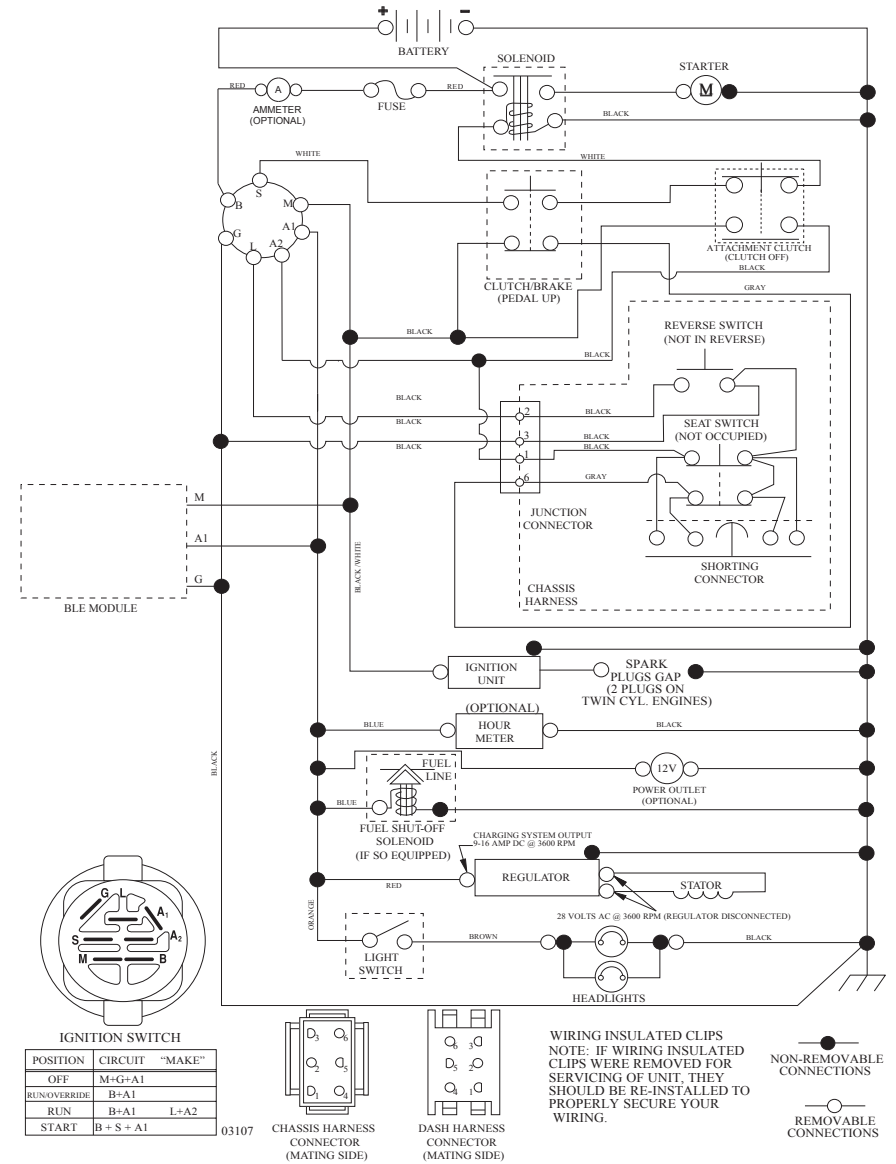 + –
BATTERY
SOLENOID
STARTER
RED
A
AMMETER
(OPTIONAL)
FUSE
RED
M
BLACK
WHITE
WHITE
S
B
M
G
A1
L
A2
ATTACHMENT CLUTCH
(CLUTCH OFF)
BLACK
CLUTCH/BRAKE
(PEDAL UP)
GRAY
REVERSE SWITCH
(NOT IN REVERSE)
BLACK
BLACK
BLACK
2
BLACK
BLACK
SEAT SWITCH
(NOT OCCUPIED)
3
BLACK
BLACK
BLACK
1
6
GRAY
JUNCTION
CONNECTOR
M
A1
G
BLE MODULE
BLACK /WHITE
SHORTING
CONNECTOR
CHASSIS
HARNESS
IGNITION
UNIT
SPARK
PLUGS GAP
(2 PLUGS ON
TWIN CYL. ENGINES)
(OPTIONAL)
BLUE
HOUR
METER
BLACK
BLACK
FUEL
LINE
12V
POWER OUTLET
(OPTIONAL)
BLUE
FUEL SHUT-OFF
SOLENOID
(IF SO EQUIPPED)
CHARGING SYSTEM OUTPUT
9-16 AMP DC @ 3600 RPM
RED
REGULATOR
STATOR
28 VOLTS AC @ 3600 RPM (REGULATOR DISCONNECTED)
ORANGE
BROWN
BLACK
LIGHT
SWITCH
HEADLIGHTS
G L
A1
S A2
M B
IGNITION SWITCH
POSITION CIRCUIT “MAKE”
OFF M+G+A1
RUN/OVERRIDE B+A1
RUN B+A1 L+A2
START B + S + A1
03107
3 6
2 5
1 4
CHASSIS HARNESS
CONNECTOR
(MATING SIDE)
6 3
5 2
4 1
DASH HARNESS
CONNECTOR
(MATING SIDE)
WIRING INSULATED CLIPS
NOTE: IF WIRING INSULATED
CLIPS WERE REMOVED FOR
SERVICING OF UNIT, THEY
SHOULD BE RE-INSTALLED TO
PROPERLY SECURE YOUR
WIRING.
NON-REMOVABLE
CONNECTIONS
REMOVABLE
CONNECTIONS